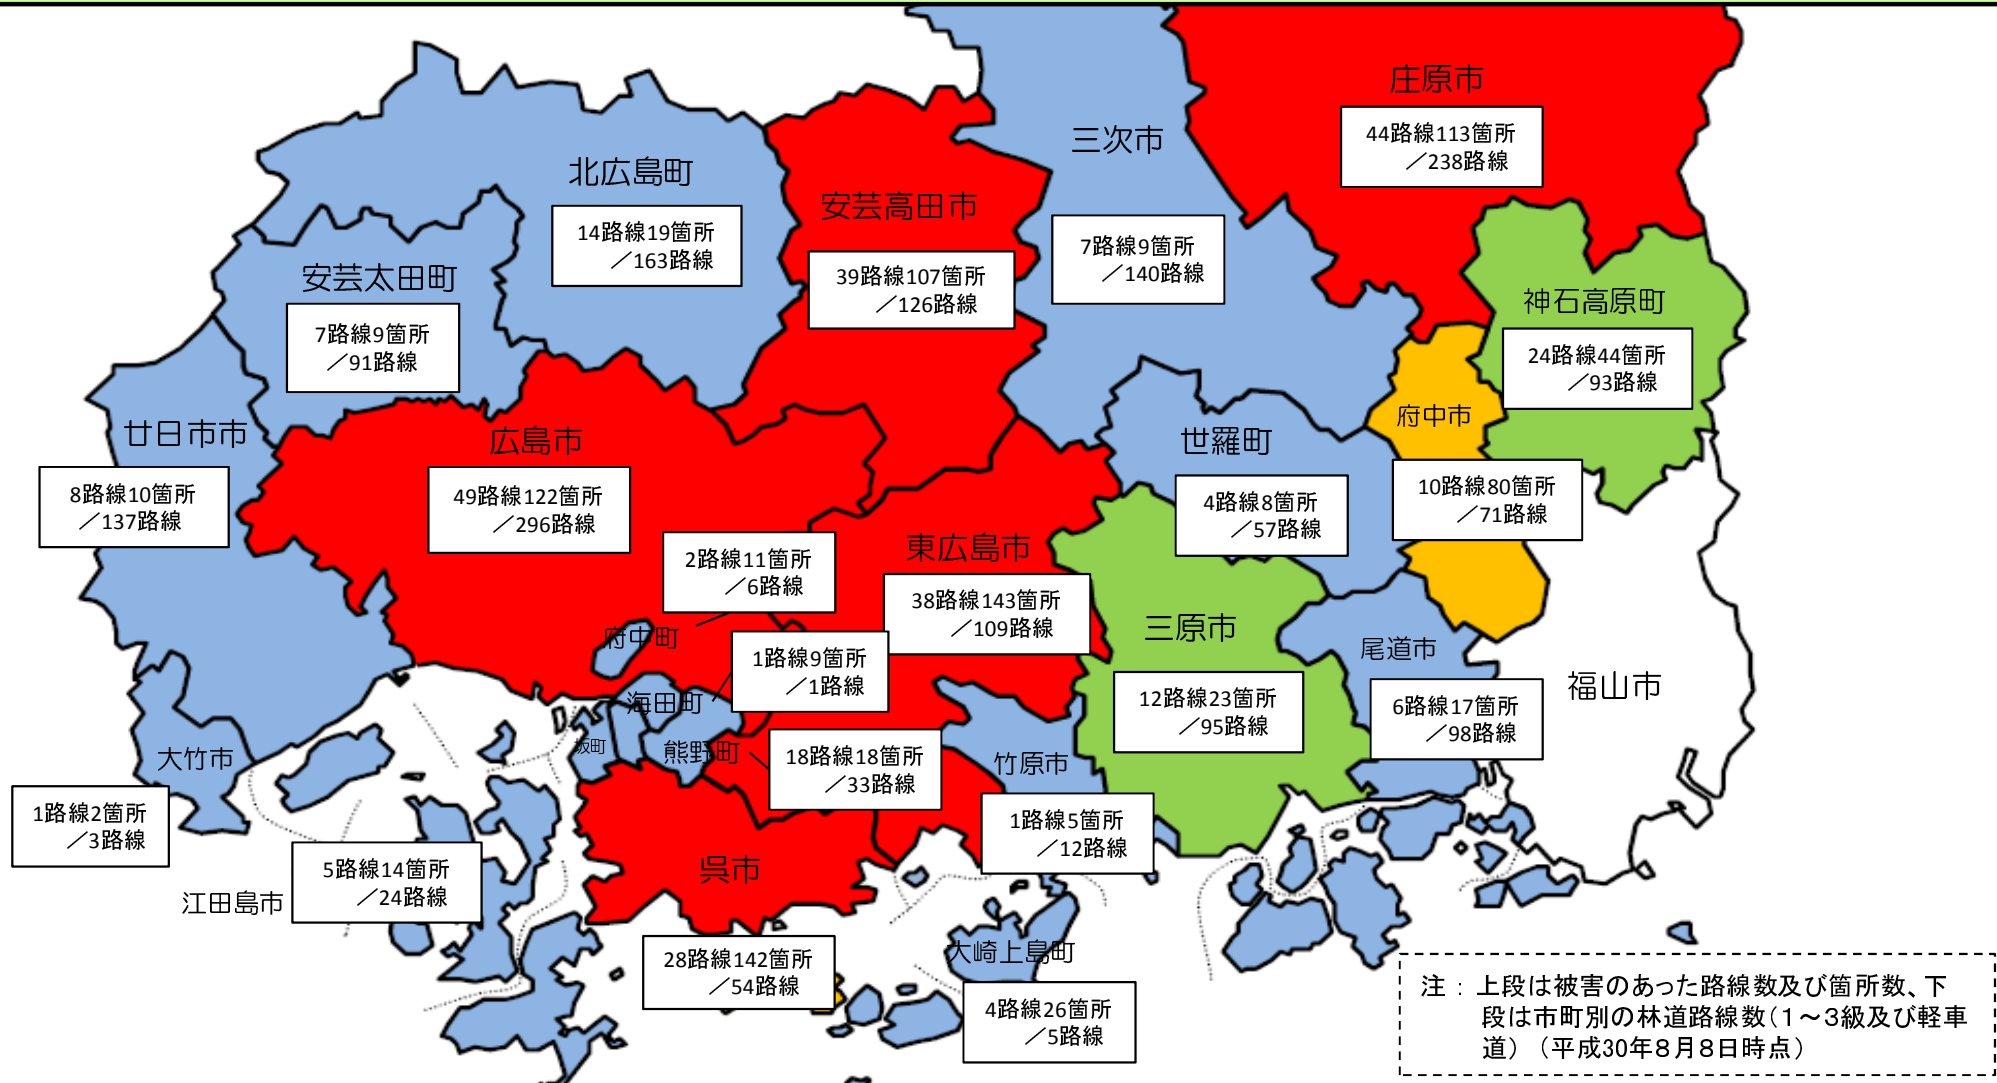 庄原市
44路線113箇所
／238路線
三次市
7路線9箇所
／140路線
北広島町
14路線19箇所
／163路線
安芸高田市
39路線107箇所
／126路線
安芸太田町
7路線9箇所
／91路線
神石高原町
24路線44箇所
／93路線
府中市
10路線80箇所
／71路線
廿日市市
8路線10箇所
／137路線
広島市
49路線122箇所
／296路線
世羅町
4路線8箇所
／57路線
東広島市
38路線143箇所
／109路線
2路線11箇所
／6路線
府中町
1路線9箇所
／1路線
海田町
三原市
12路線23箇所
／95路線
尾道市
6路線17箇所
／98路線
福山市
坂町
熊野町
18路線18箇所
／33路線
竹原市
1路線5箇所
／12路線
大竹市
1路線2箇所
／3路線
江田島市
5路線14箇所
／24路線
呉市
28路線142箇所
／54路線
大崎上島町
4路線26箇所
／5路線
注：上段は被害のあった路線数及び箇所数、下
段は市町別の林道路線数（１～３級及び軽車
道）（平成30年８月８日時点）